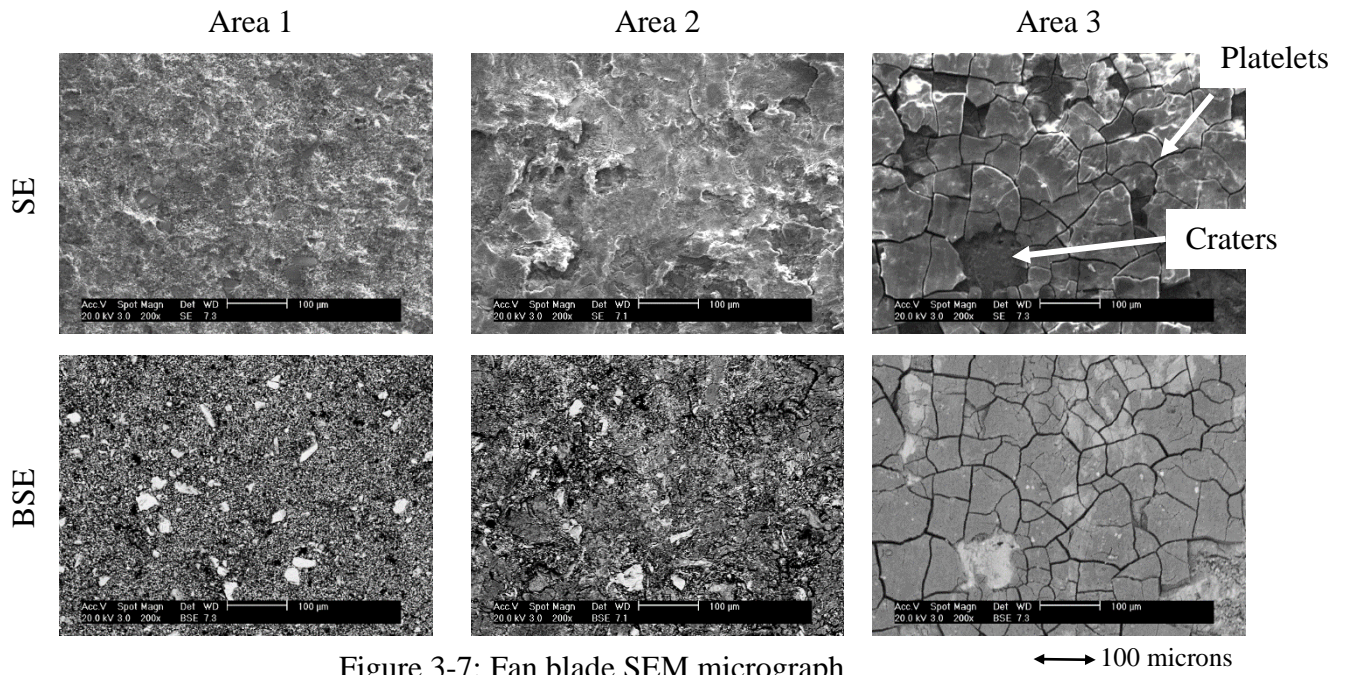 Area 1
Area 2
Area 3
Platelets
SE
Craters
Acc.V Spot Magn Det WD 100 µm
20.0 kV 3.0 200x SE 7.3
Acc.V Spot Magn Det WD 100 µm
20.0 kV 3.0 200x SE 7.1
Acc.V Spot Magn Det WD 100 µm
20.0 kV 3.0 200x SE 7.3
BSE
Acc.V Spot Magn Det WD 100 µm
20.0 kV 3.0 200x BSE 7.3
Acc.V Spot Magn Det WD 100 µm
20.0 kV 3.0 200x BSE 7.1
Acc.V Spot Magn Det WD 100 µm
20.0 kV 3.0 200x BSE 7.3
Figure 3-7: Fan blade SEM micrograph
100 microns